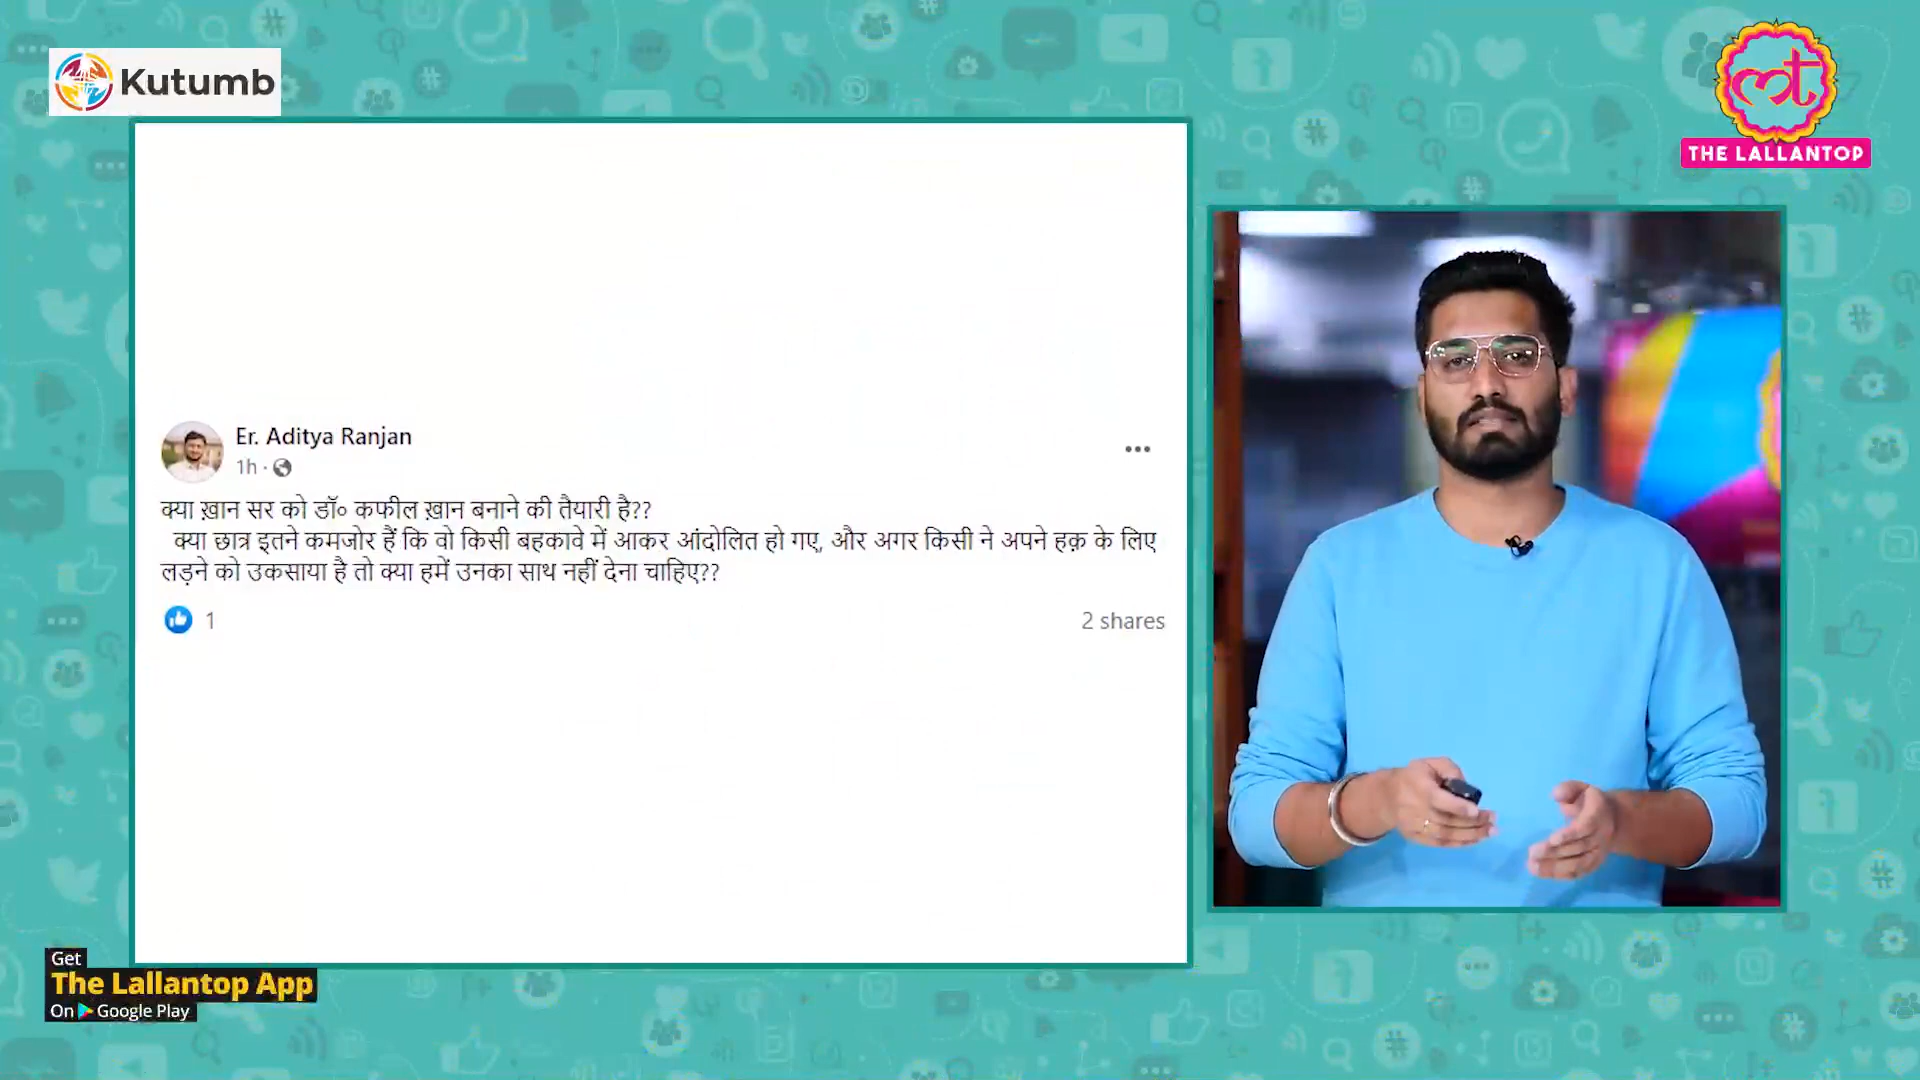 Kutumb
THE LALLANTOP
Er. Aditya Ranjan
1h ·
क्या ख़ान सर को डॉ० कफील ख़ान बनाने की तैयारी है??
क्या छात्र इतने कमजोर हैं कि वो किसी बहकावे में आकर आंदोलित हो गए, और अगर किसी ने अपने हक़ के लिए
लड़ने को उकसाया है तो क्या हमें उनका साथ नहीं देना चाहिए??
1
2 shares
Get
The Lallantop App
On Google Play